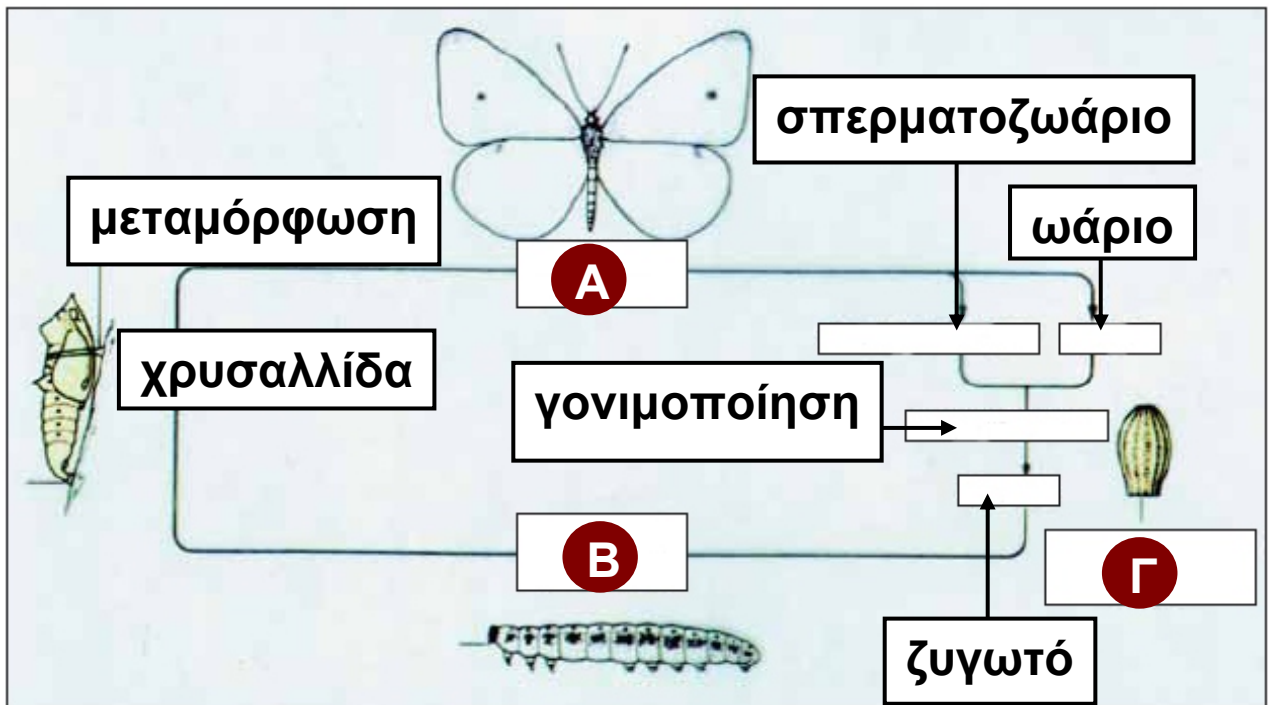 σπερματοζωάριο
μεταμόρφωση
ωάριο
Α
χρυσαλλίδα
γονιμοποίηση
Β
Γ
ζυγωτό